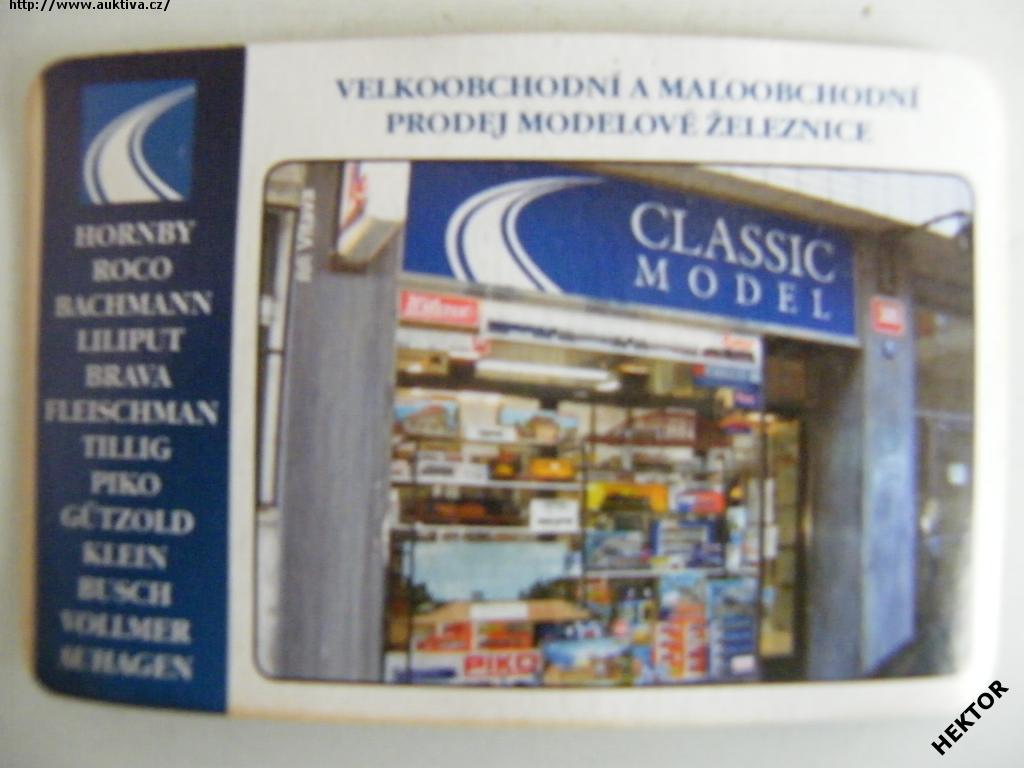 http://www.auktiva.cz/
VELKOOBCHODNÍ A MALOOBCHODNÍ
PRODEJ MODELOVÉ ŽELEZNICE
HORNBY
ROCO
BACHMANN
LILIPUT
BRAVA
FLEISCHMAN
TILLIG
PIKO
GÜTZOLD
KLEIN
BUSCH
VOLLMER
AUHAGEN
CLASSIC
MODEL
PIKO
HEKTOR